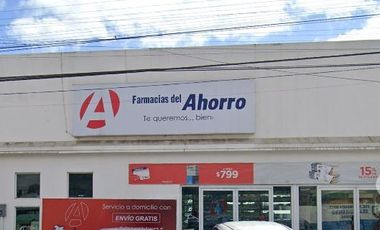 A
Farmacias del Ahorro
Te queremos... bien
$799
15%
Servicio a domicilio con
ENVÍO GRATIS